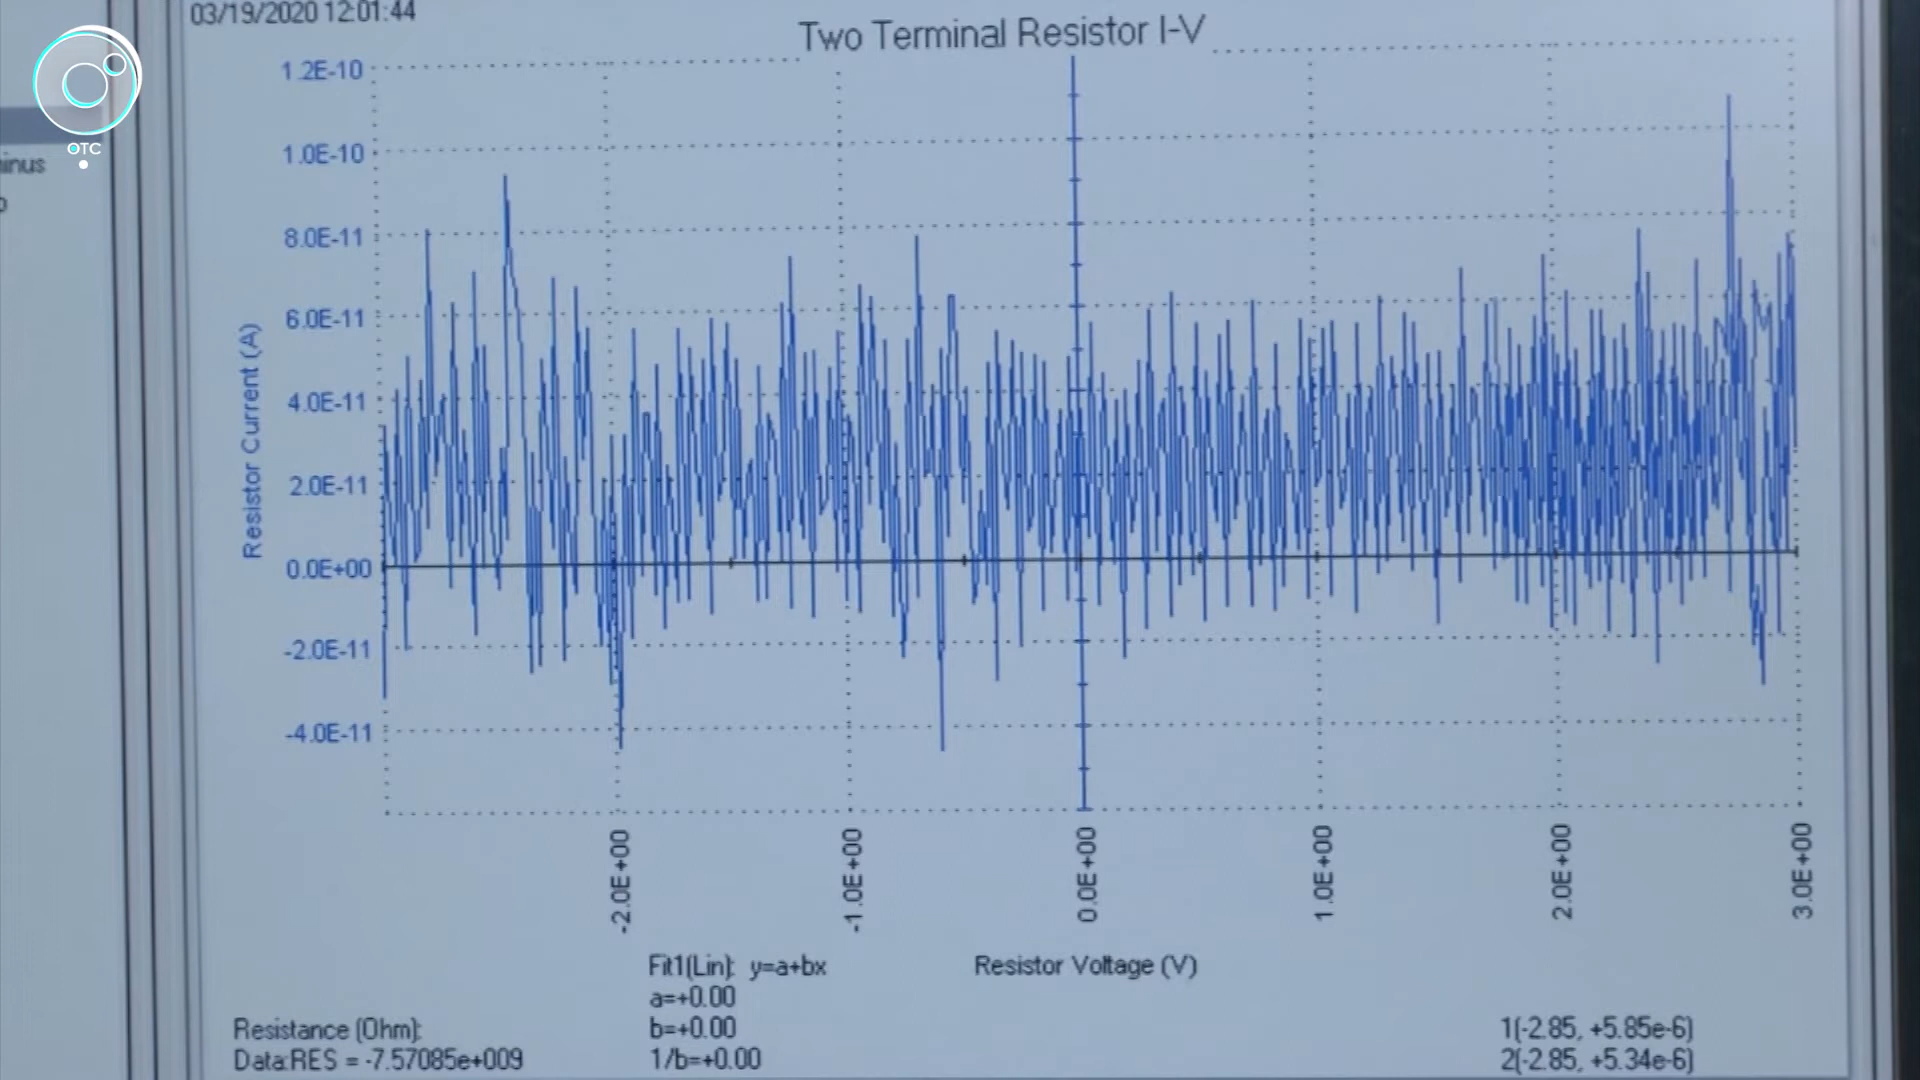 03/19/2020 12:01:44
Two Terminal Resistor I-V
OTC
inus
1.2E-10
1.0E-10
8.0E-11
6.0E-11
4.0E-11
2.0E-11
0.0E+00
-2.0E-11
-4.0E-11
Resistor Current (A)
-2.0E+00
-1.0E+00
0.0E+00
1.0E+00
2.0E+00
3.0E+00
Resistor Voltage (V)
Fit1(Lin): y=a+bx
a=+0.00
b=+0.00
1/b=+0.00
Resistance (Ohm):
Data:RES = -7.57085e+009
1(-2.85, +5.85e-6)
2(-2.85, +5.34e-6)